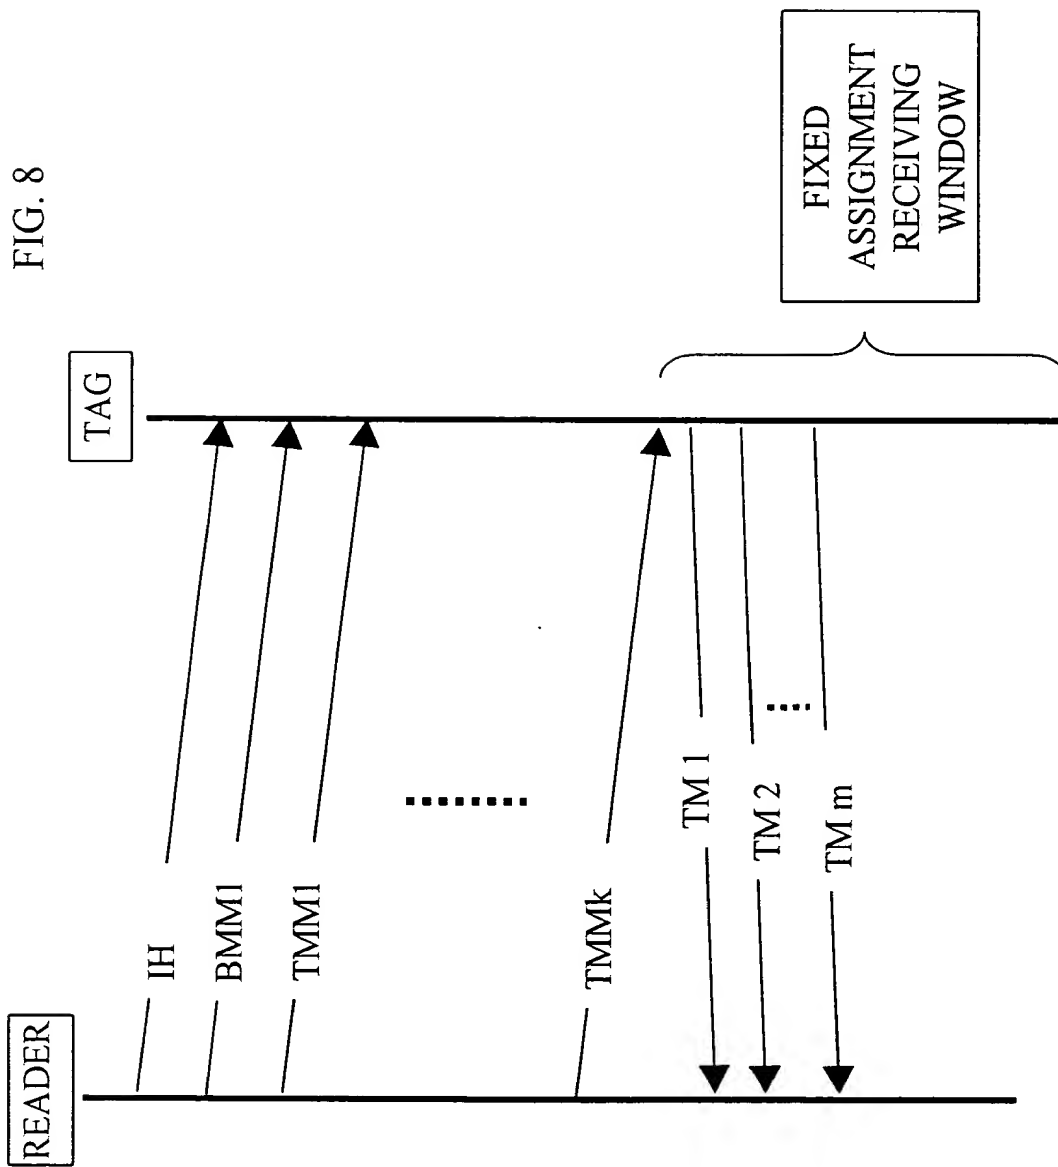 FIG. 8
READER
TAG
IH
BMM1
TMM1
TMMk
TM 1
TM 2
TM m
FIXED
ASSIGNMENT
RECEIVING
WINDOW